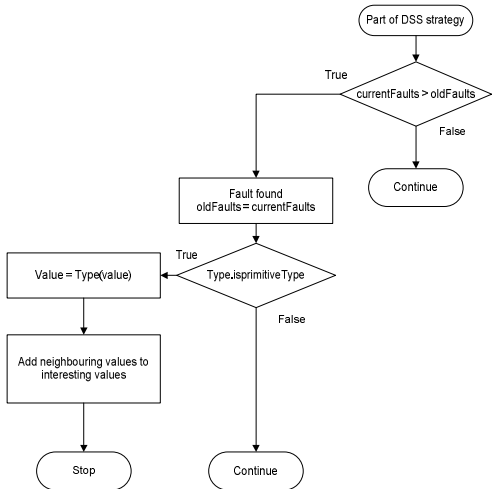 Part of DSS strategy
True
currentFaults > oldFaults
False
Continue
Fault found
oldFaults = currentFaults
True
Value = Type(value)
Type.isprimitiveType
False
Add neighbouring values to
interesting values
Stop
Continue